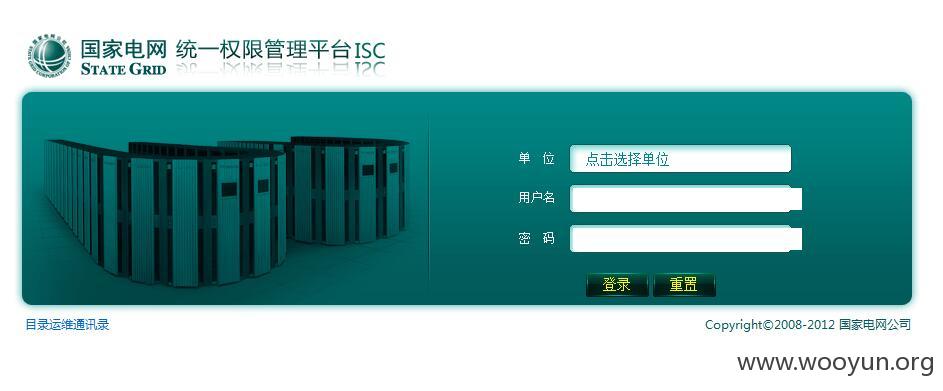 国家电网 统一权限管理平台ISC
STATE GRID
单 位 点击选择单位
用户名
密 码
登录 重置
目录运维通讯录 Copyright©2008-2012 国家电网公司
www.wooyun.org